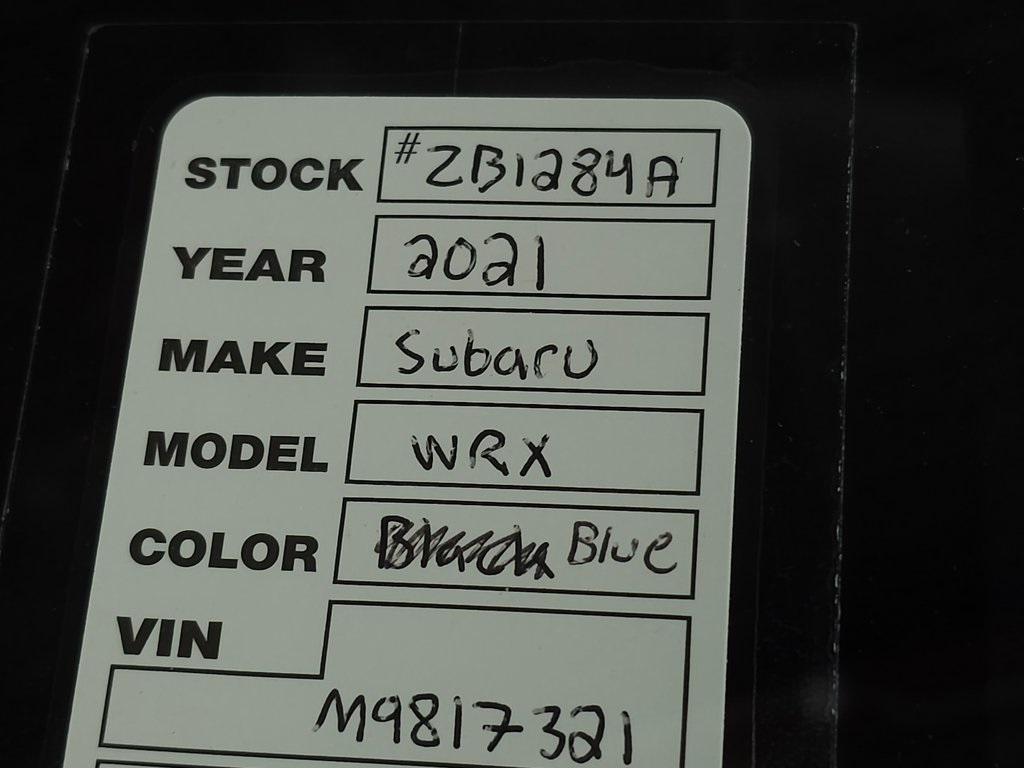 STOCK #ZB1284A
YEAR 2021
MAKE Subaru
MODEL WRX
COLOR Blue
VIN
M9817321